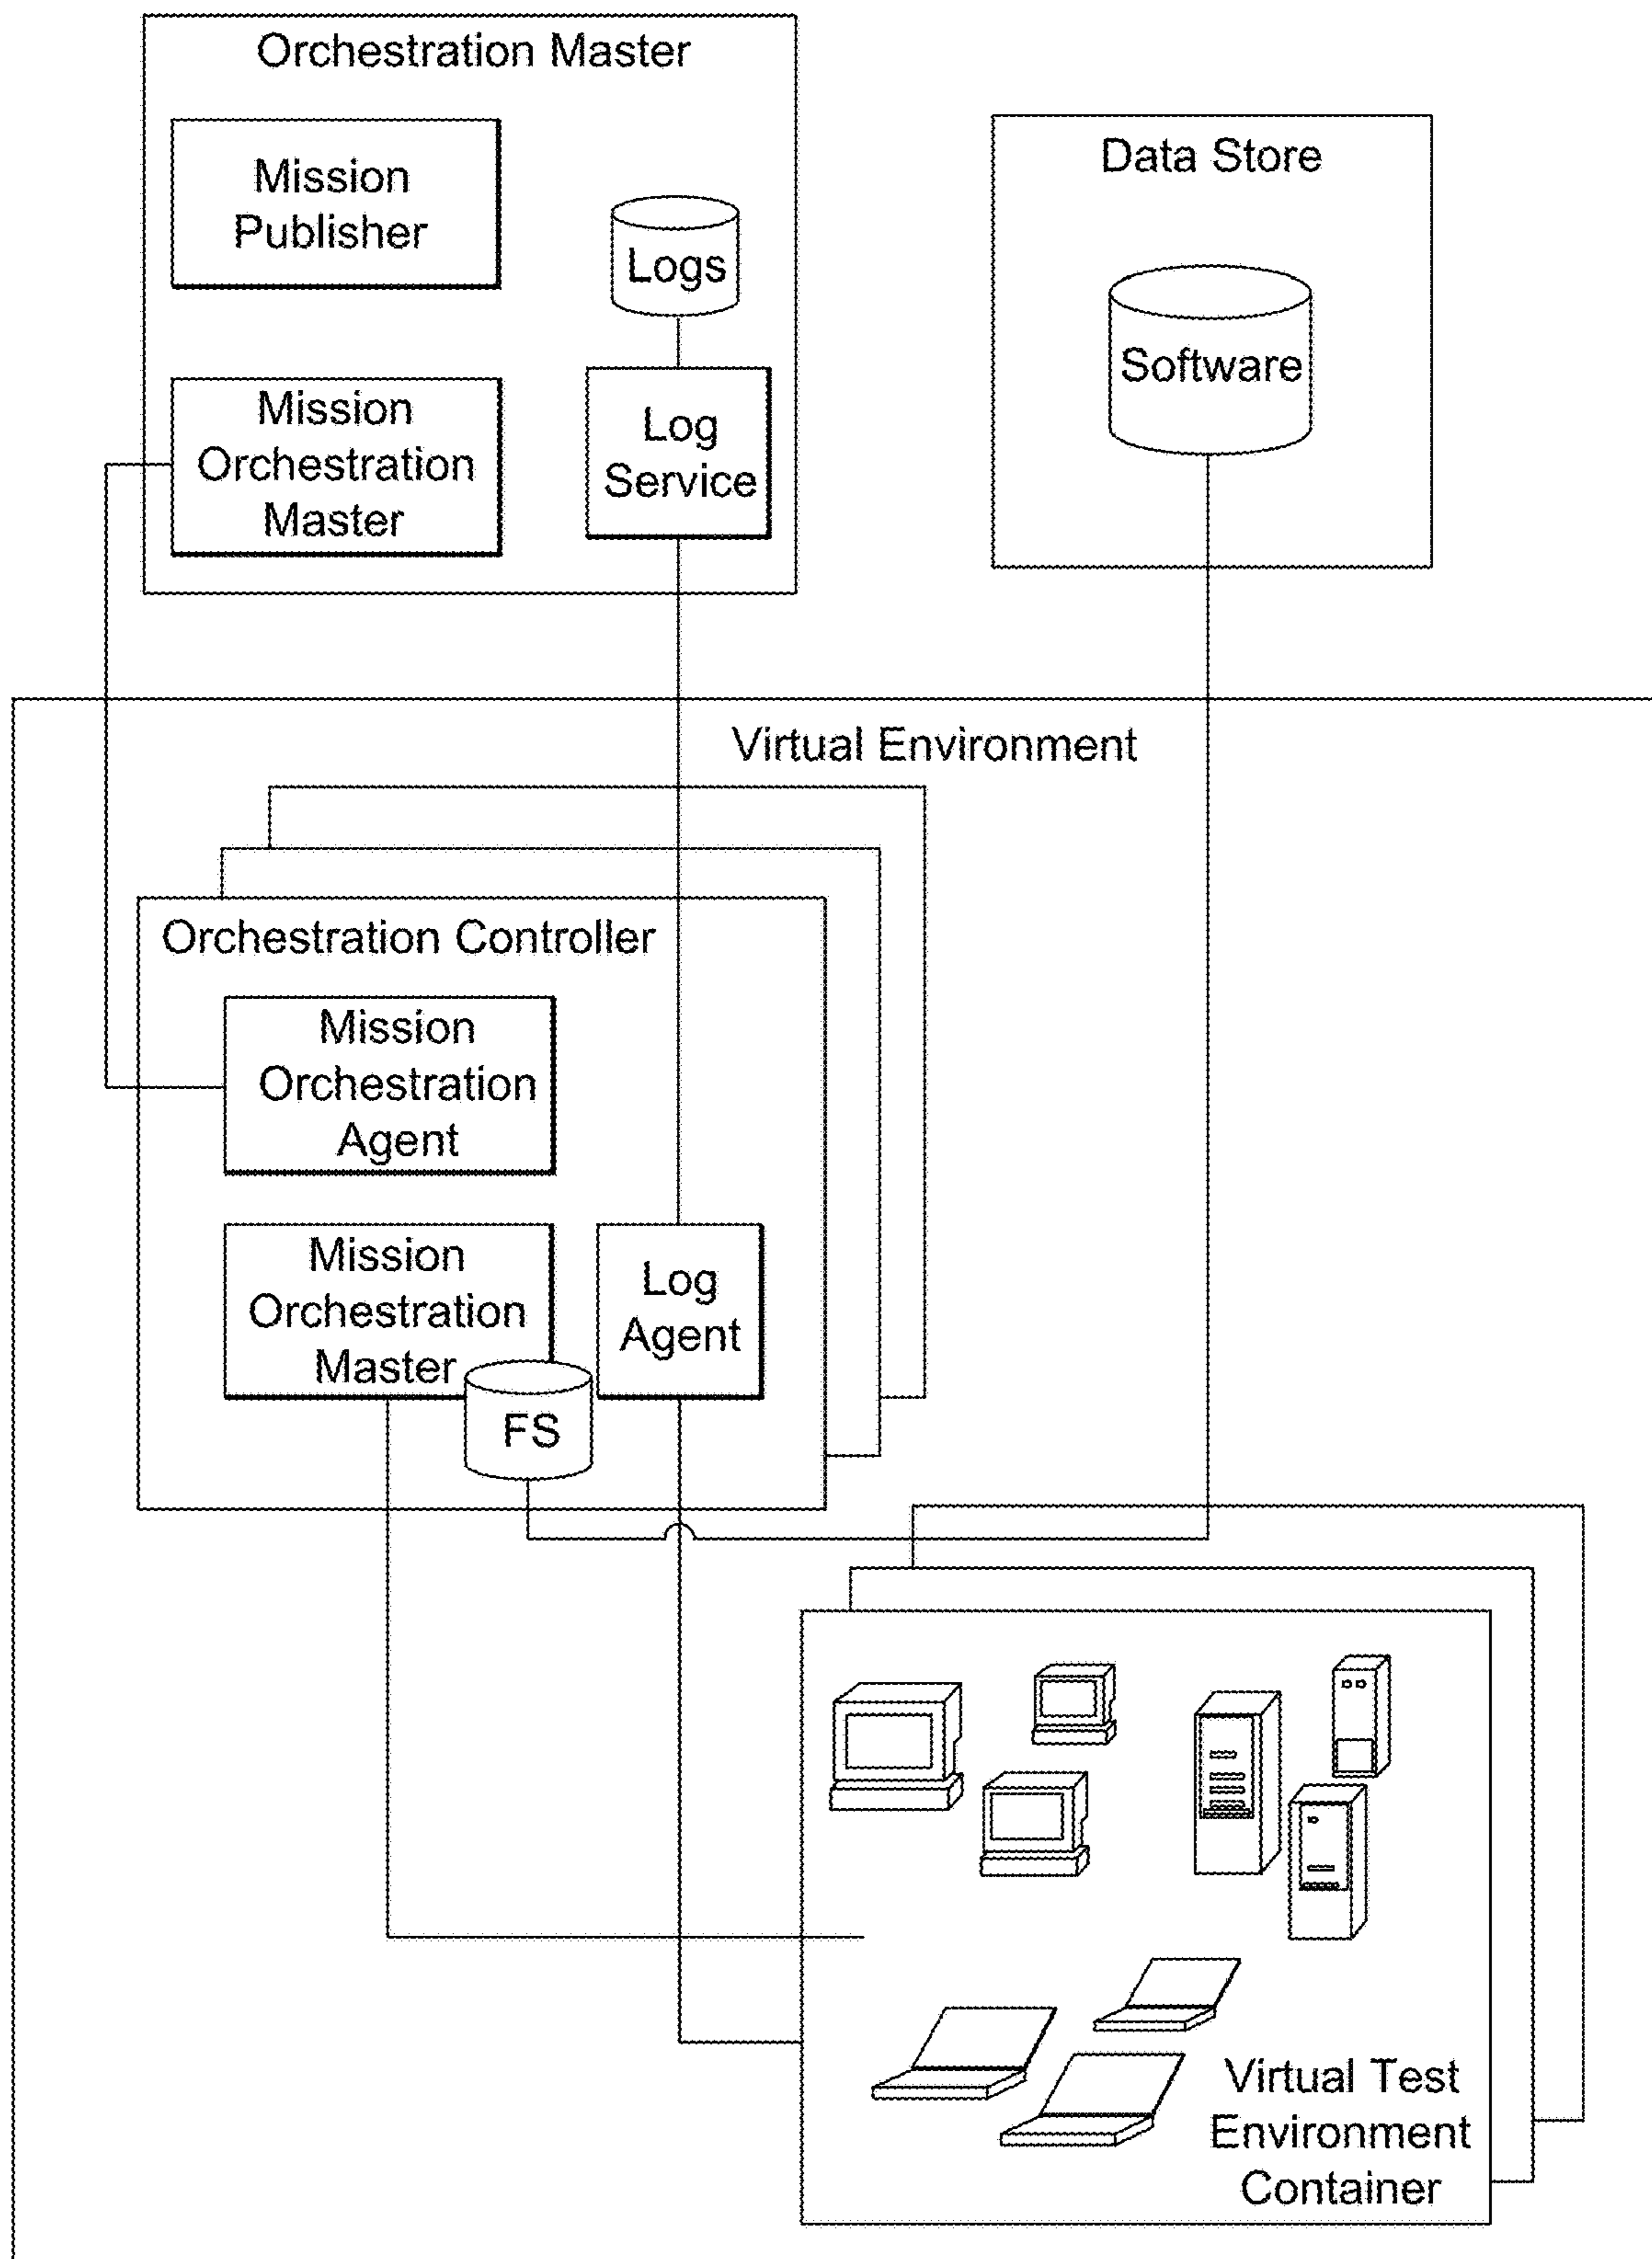 Orchestration Master
Mission
Publisher
Logs
Mission
Orchestration
Master
Log
Service
Data Store
Software
Virtual Environment
Orchestration Controller
Mission
Orchestration
Agent
Mission
Orchestration
Master
Log
Agent
FS
Virtual Test
Environment
Container